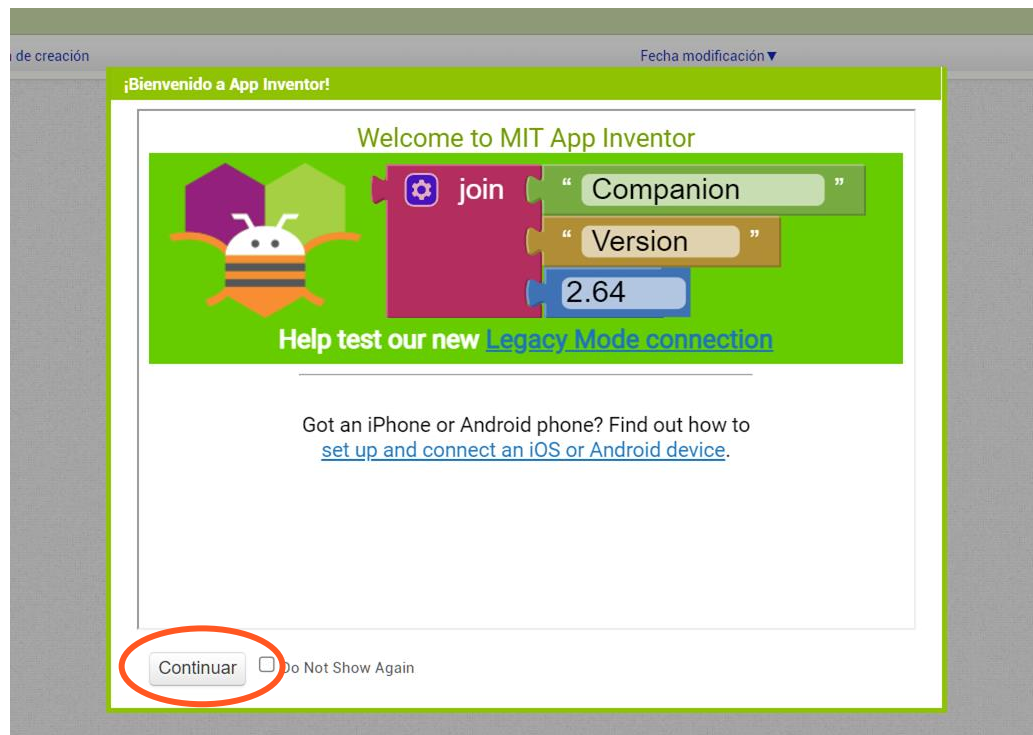 de creación
Fecha modificación ▼
¡Bienvenido a App Inventor!
Welcome to MIT App Inventor
join
“ Companion ”
“ Version ”
2.64
Help test our new Legacy Mode connection
Got an iPhone or Android phone? Find out how to
set up and connect an iOS or Android device.
Continuar
Do Not Show Again